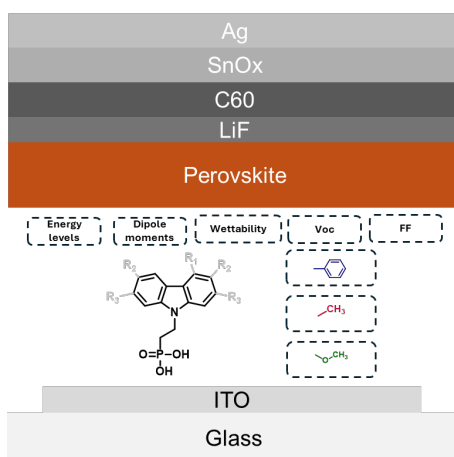 Ag
SnOx
C60
LiF
Perovskite
Energy levels
Dipole moments
Wettability
Voc
FF
R1
R2
R2
R3
R3
N
O=P-OH
OH
CH3
O CH3
ITO
Glass